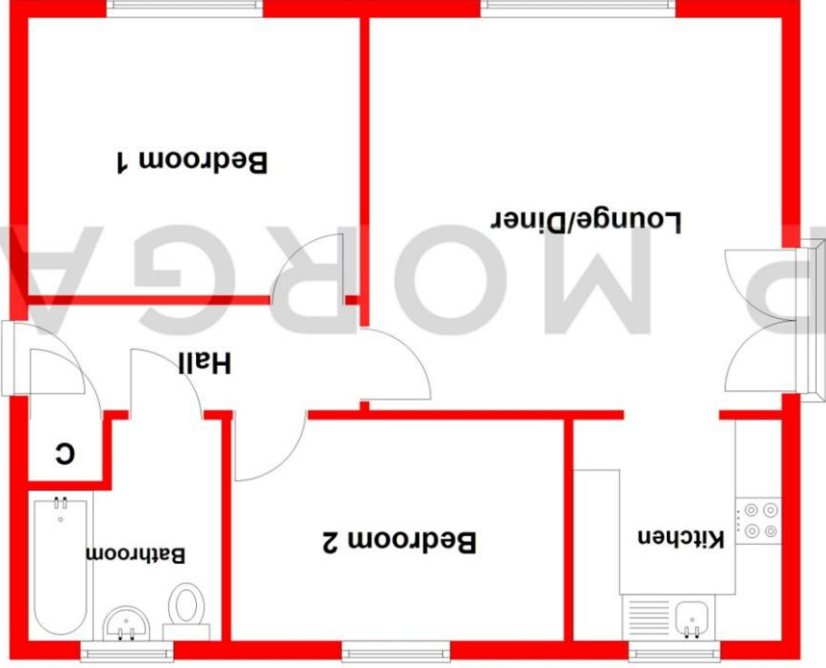 Kitchen
Bedroom 2
Bathroom
C
Hall
P MORGA
Lounge/Diner
Bedroom 1